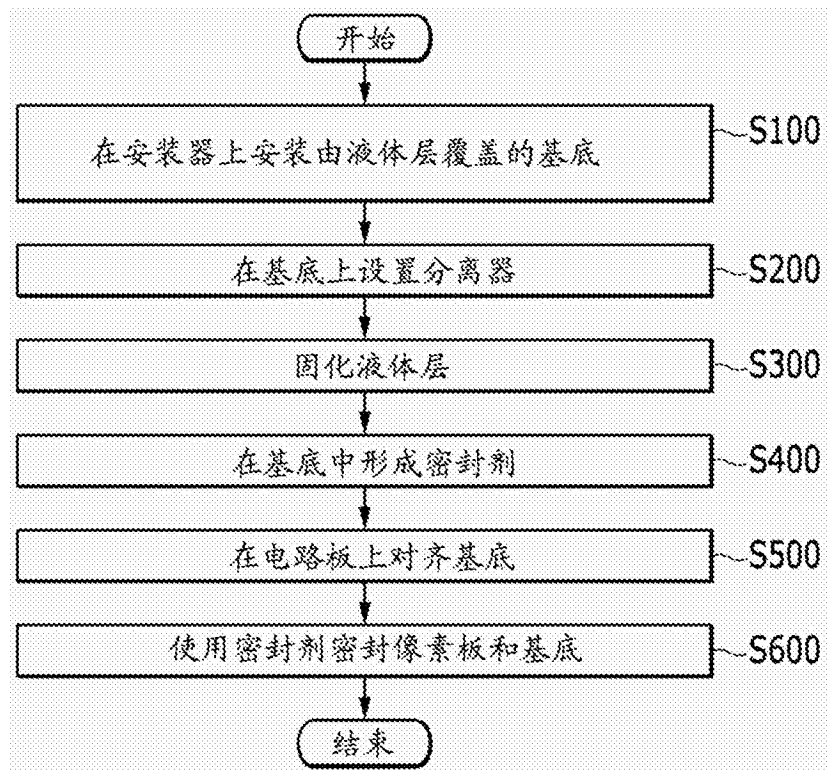 开始
在安装器上安装由液体层覆盖的基底
S100
在基底上设置分离器
S200
固化液体层
S300
在基底中形成密封剂
S400
在电路板上对齐基底
S500
使用密封剂密封像素板和基底
S600
结束